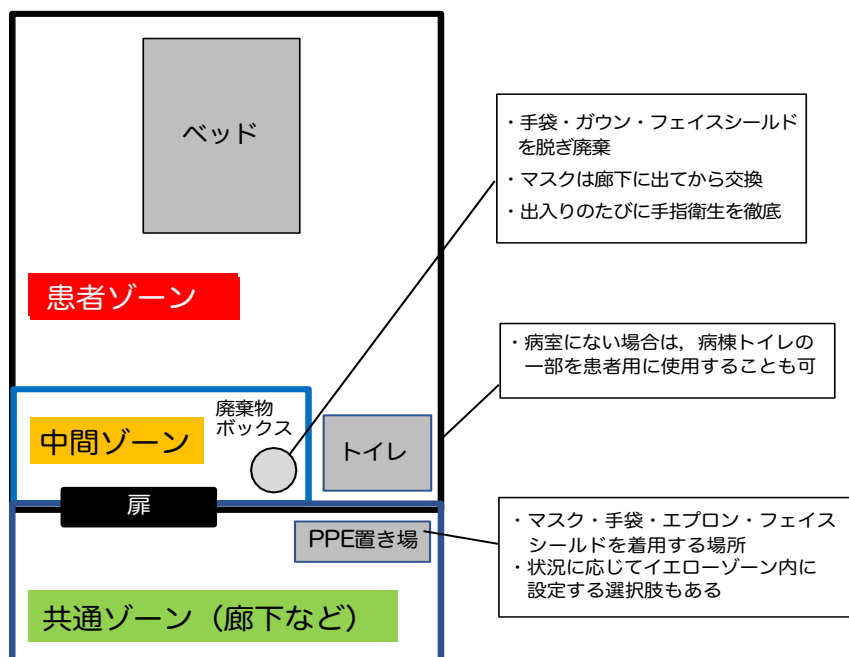 ベッド
・手袋・ガウン・フェイスシールド
を脱ぎ廃棄
・マスクは廊下に出てから交換
・出入りのたびに手指衛生を徹底
患者ゾーン
・病室にない場合は，病棟トイレの
一部を患者用に使用することも可
廃棄物
ボックス
中間ゾーン
トイレ
扉
PPE置き場
・マスク・手袋・エプロン・フェイス
シールドを着用する場所
・状況に応じてイエローゾーン内に
設定する選択肢もある
共通ゾーン（廊下など）